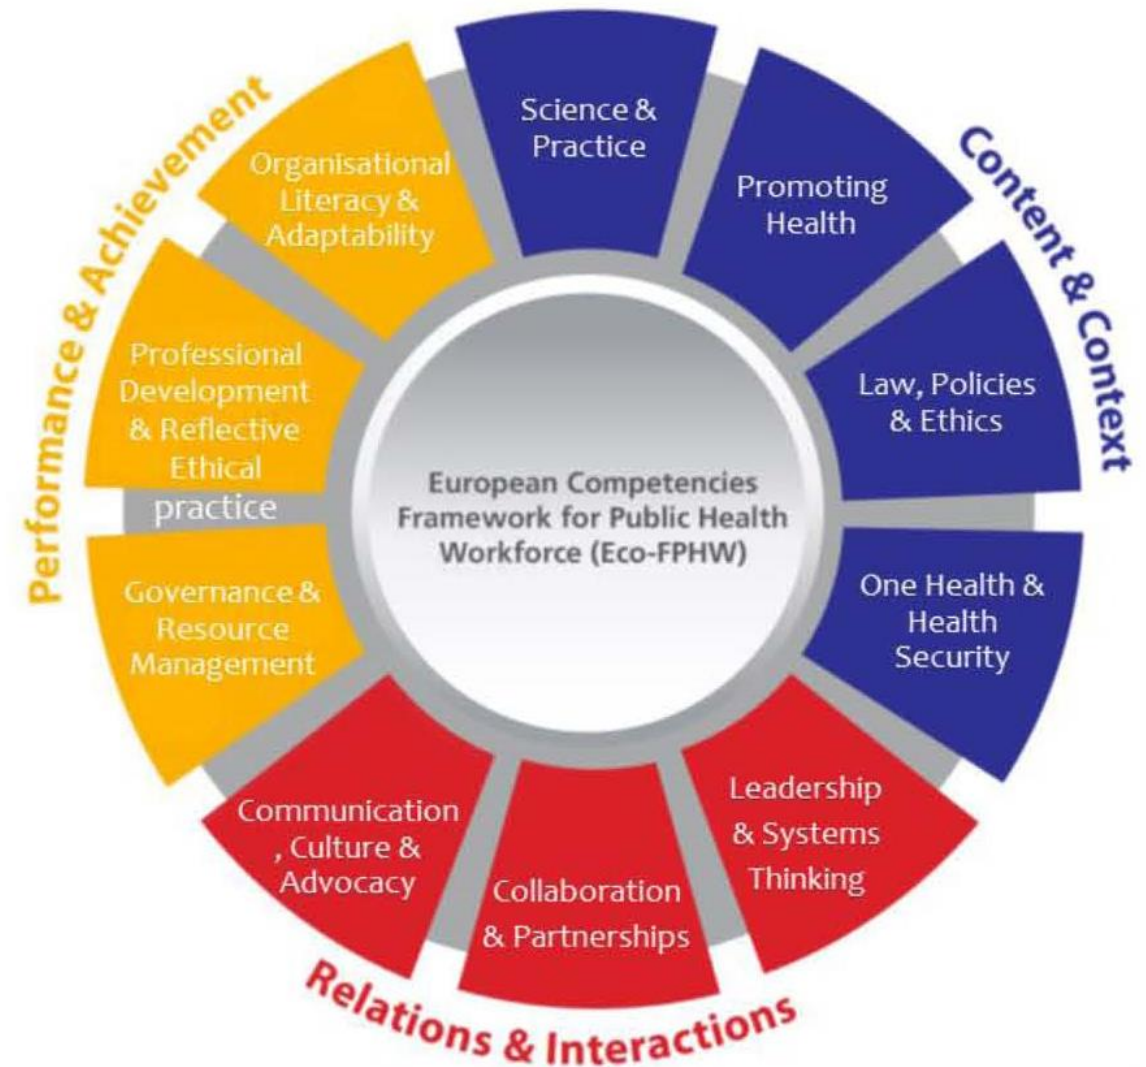 Performance & Achievement
Content & Context
Relations & Interactions
Science &
Practice
Promoting
Health
Law, Policies
& Ethics
One Health &
Health
Security
Leadership
& Systems
Thinking
Collaboration
& Partnerships
Communication
, Culture &
Advocacy
Governance &
Resource
Management
Professional
Development
& Reflective
Ethical
practice
Organisational
Literacy &
Adaptability
European Competencies
Framework for Public Health
Workforce (Eco-FPHW)